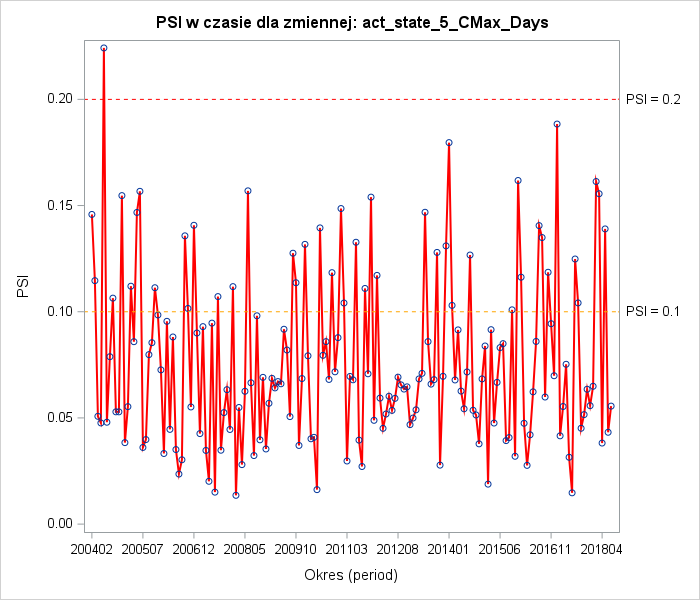 PSI w czasie dla zmiennej: act_state_5_CMax_Days
0.20
PSI = 0.2
0.15
PSI
0.10
PSI = 0.1
0.05
0.00
200402 200507 200612 200805 200910 201103 201208 201401 201506 201611 201804
Okres (period)